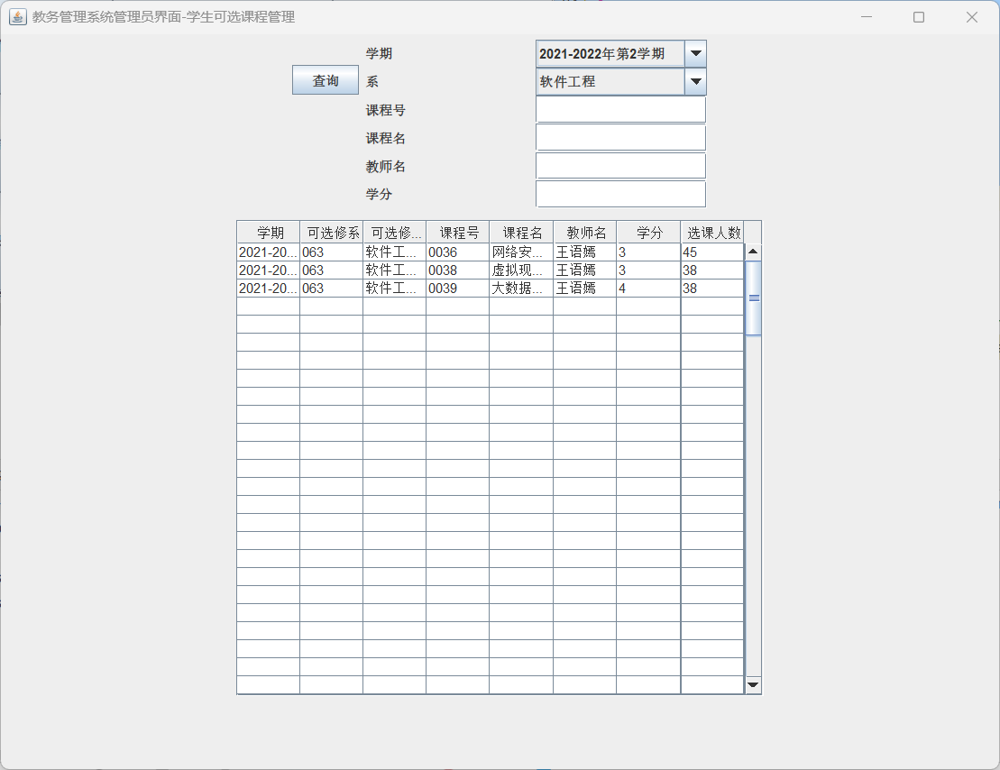 教务管理系统管理员界面-学生可选课程管理
学期 2021-2022年第2学期
查询 系 软件工程
课程号
课程名
教师名
学分
学期 可选修系 可选修... 课程号 课程名 教师名 学分 选课人数
2021-20... 063 软件工... 0036 网络安... 王语嫣 3 45
2021-20... 063 软件工... 0038 虚拟现... 王语嫣 3 38
2021-20... 063 软件工... 0039 大数据... 王语嫣 4 38